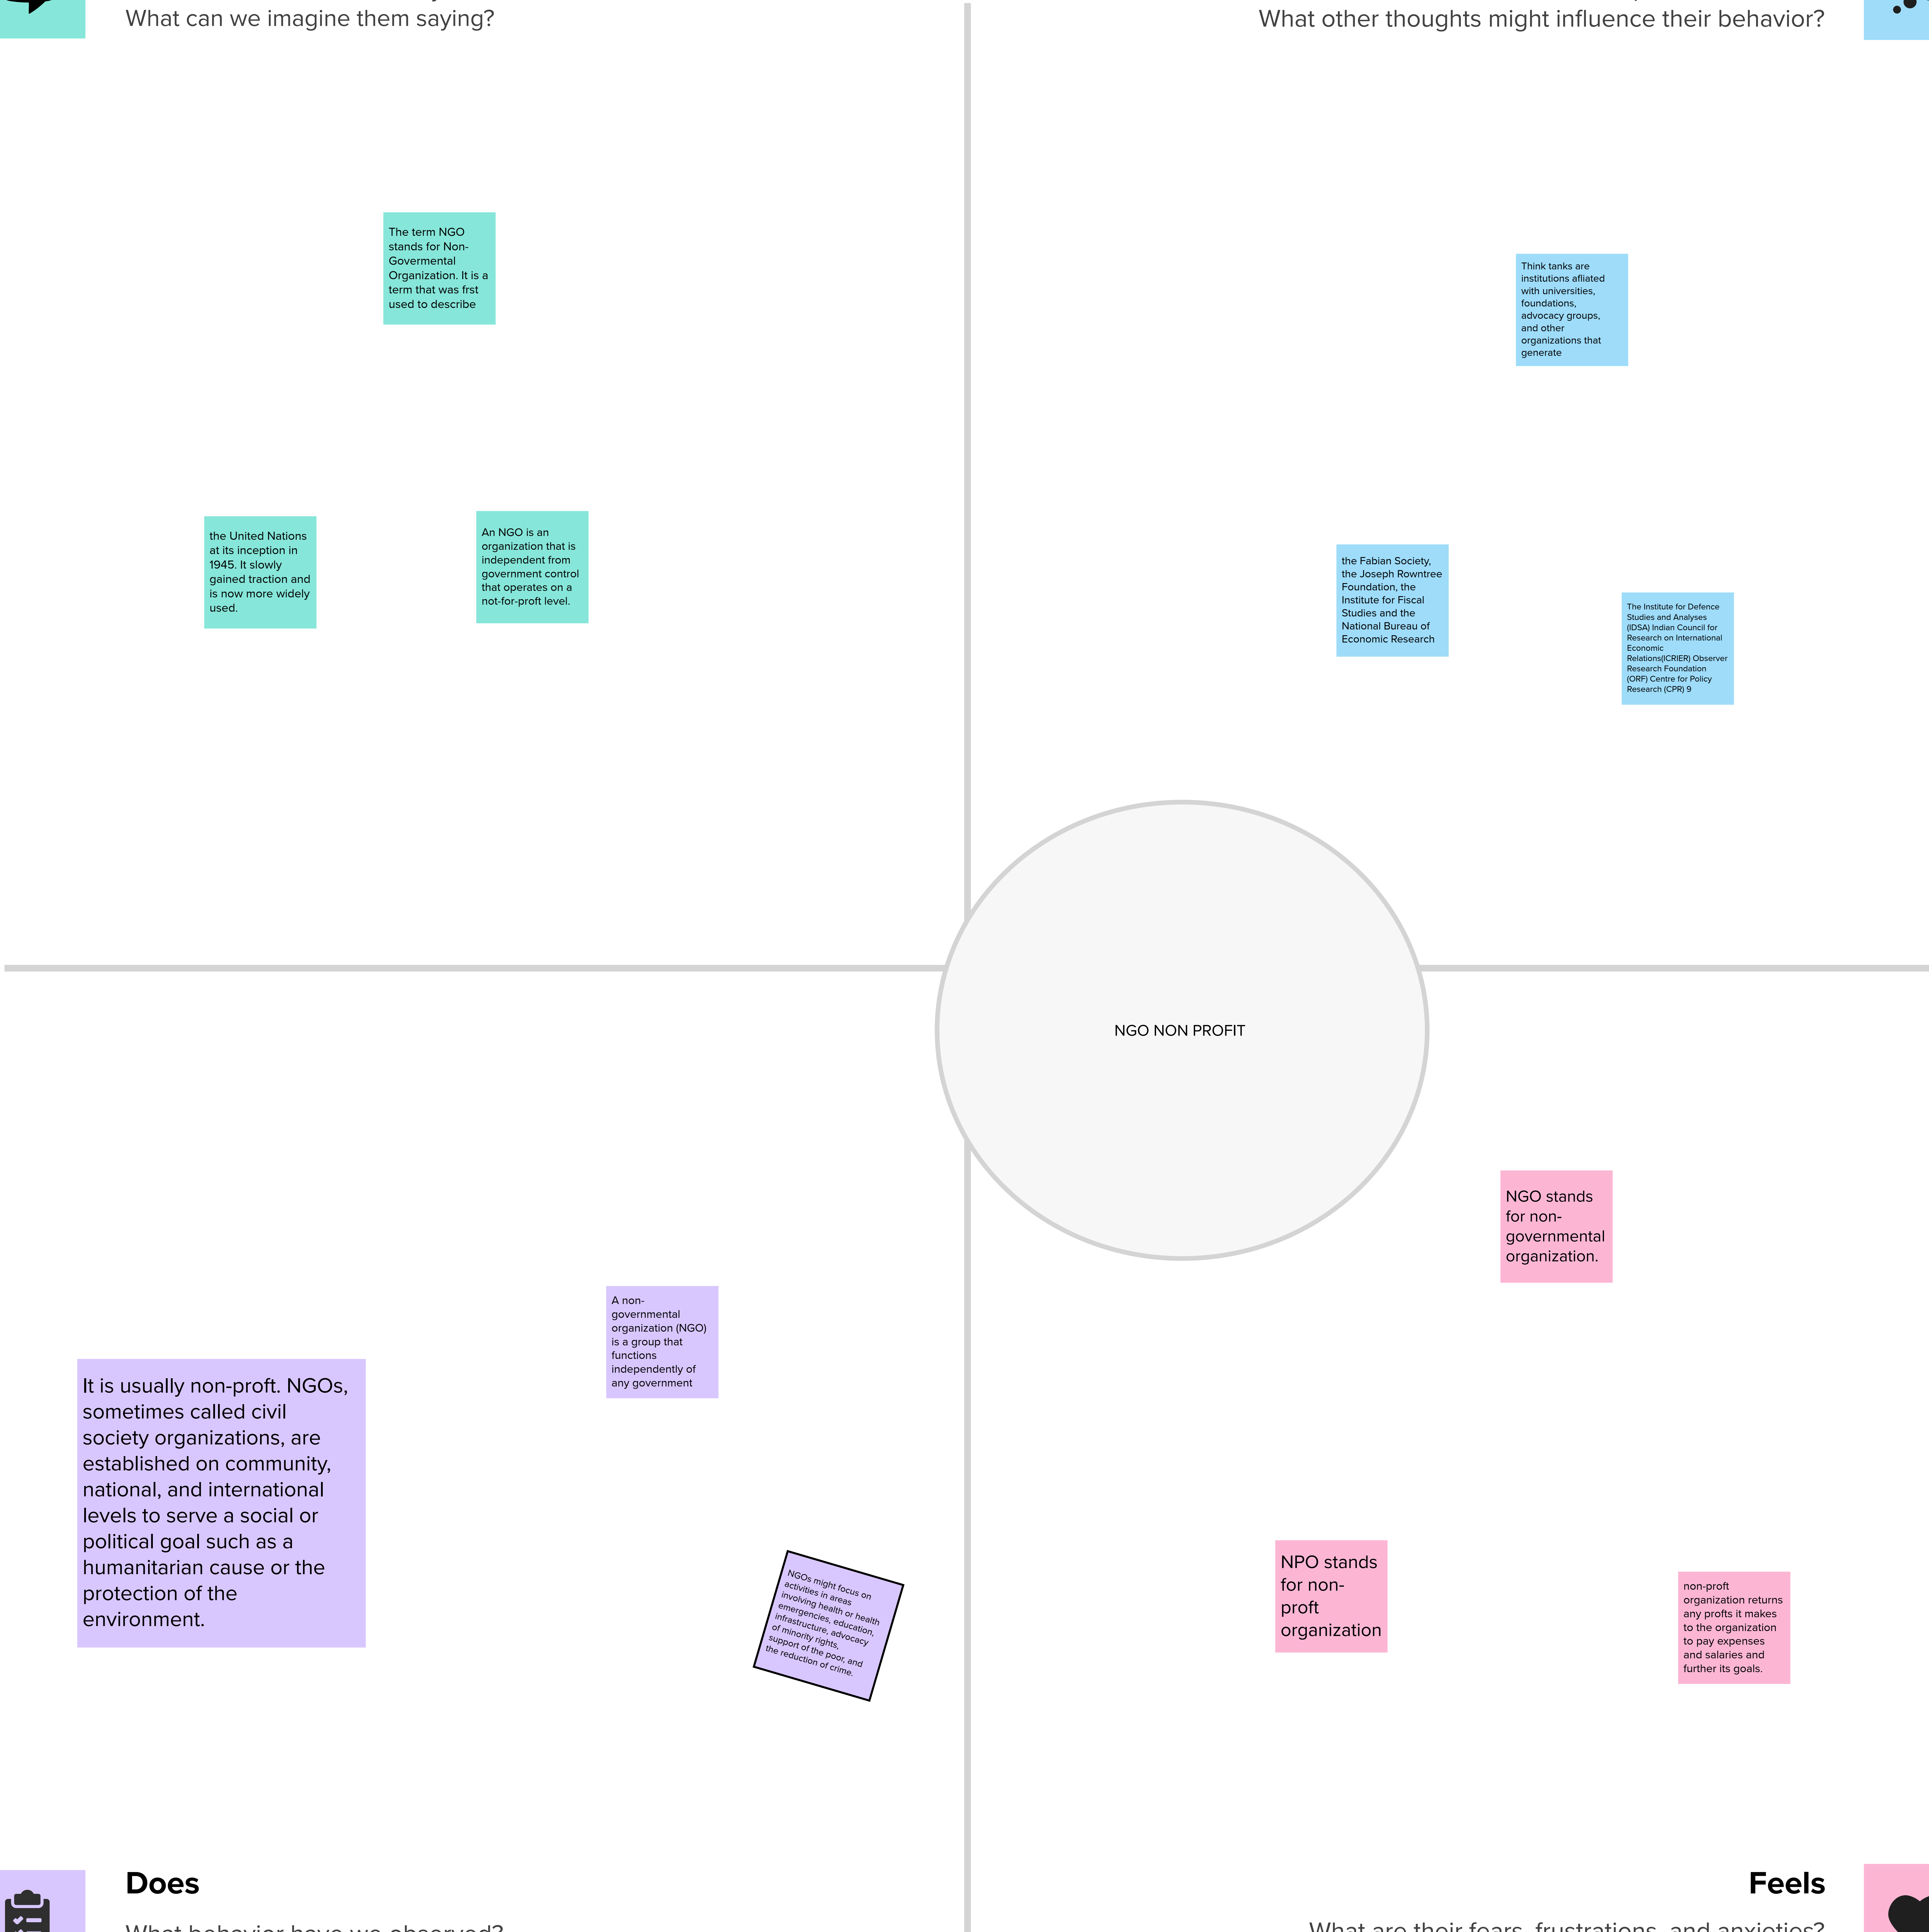 What can we imagine them saying?
What other thoughts might influence their behavior?
The term NGO
stands for Non-
Govermental
Organization. It is a
term that was frst
used to describe
the United Nations
at its inception in
1945. It slowly
gained traction and
is now more widely
used.
An NGO is an
organization that is
independent from
government control
that operates on a
not-for-proft level.
Think tanks are
institutions afliated
with universities,
foundations,
advocacy groups,
and other
organizations that
generate
the Fabian Society,
the Joseph Rowntree
Foundation, the
Institute for Fiscal
Studies and the
National Bureau of
Economic Research
The Institute for Defence
Studies and Analyses
(IDSA) Indian Council for
Research on International
Economic
Relations(ICRIER) Observer
Research Foundation
(ORF) Centre for Policy
Research (CPR) 9
NGO NON PROFIT
A non-
governmental
organization (NGO)
is a group that
functions
independently of
any government
It is usually non-proft. NGOs,
sometimes called civil
society organizations, are
established on community,
national, and international
levels to serve a social or
political goal such as a
humanitarian cause or the
protection of the
environment.
NGOs might focus on
activities in areas
involving health or health
emergencies, education,
infrastructure, advocacy
of minority rights,
support of the poor, and
the reduction of crime.
NGO stands
for non-
governmental
organization.
NPO stands
for non-
proft
organization
non-proft
organization returns
any profts it makes
to the organization
to pay expenses
and salaries and
further its goals.
Does
What behavior have we observed?
Feels
What are their fears, frustrations, and anxieties?